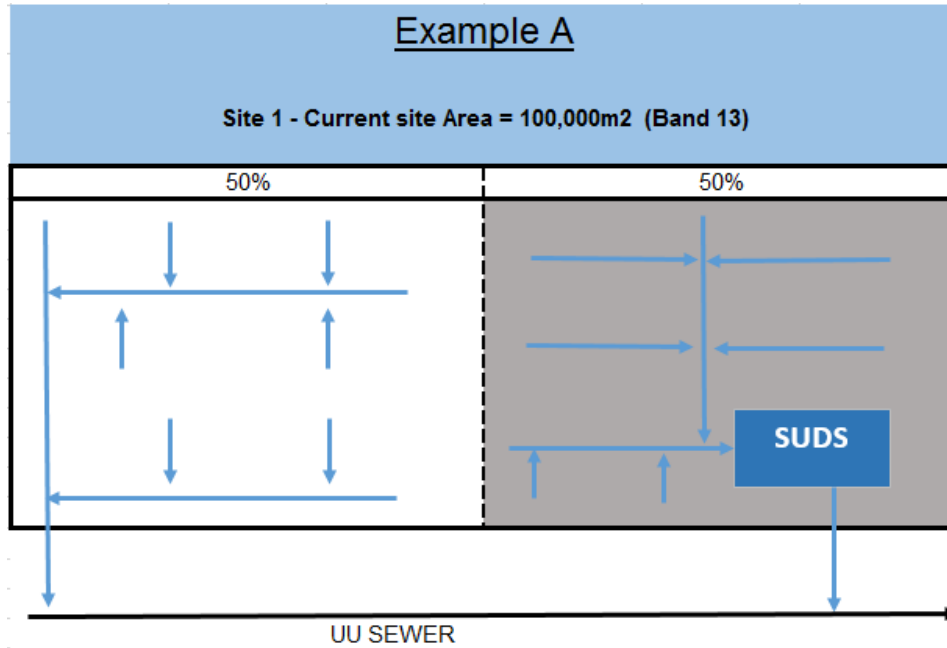 Example A
Site 1 - Current site Area = 100,000m2 (Band 13)
50% 50%
SUDS
UU SEWER